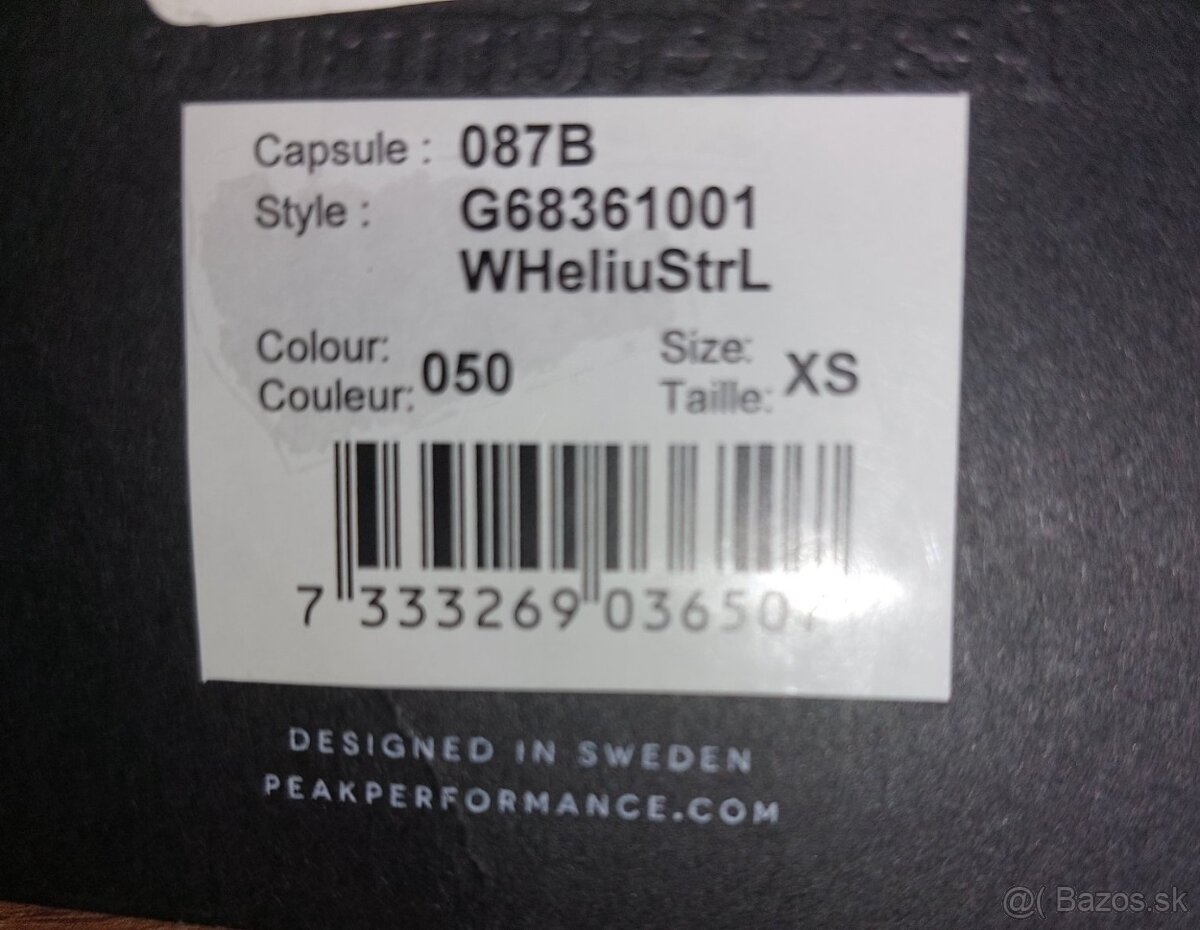 Capsule : 087B
Style : G68361001
WHeliuStrL
Colour: 
Couleur: 050
Size: 
Taille: XS
7 333269 03650
DESIGNED IN SWEDEN
PEAKPERFORMANCE.COM
@( Bazos.sk